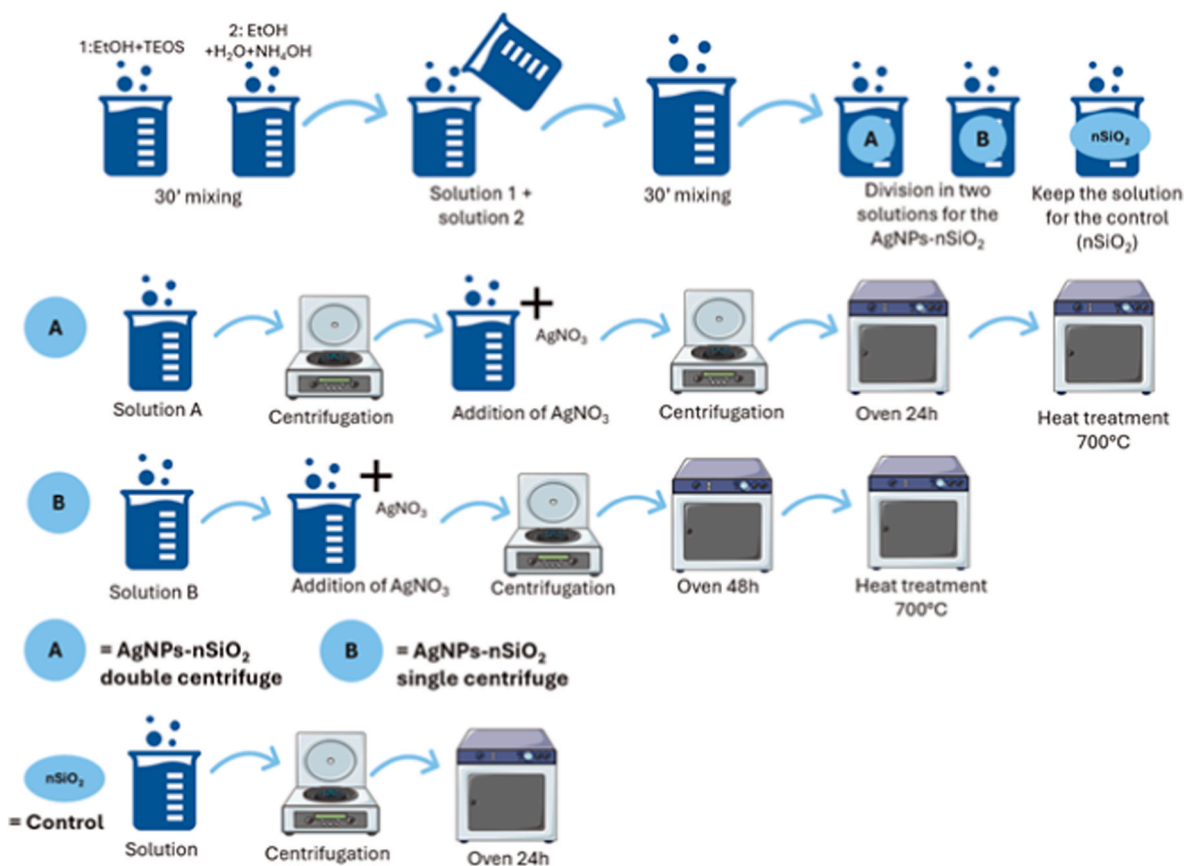 1:EtOH+TEOS
2: EtOH
+H₂O+NH₄OH
30' mixing
Solution 1 +
solution 2
30' mixing
A
B
nSiO₂
Division in two
solutions for the
AgNPs-nSiO₂
Keep the solution
for the control
(nSiO₂)
A
Solution A
Centrifugation
+
AgNO₃
Addition of AgNO₃
Centrifugation
Oven 24h
Heat treatment
700°C
B
Solution B
+
AgNO₃
Addition of AgNO₃
Centrifugation
Oven 48h
Heat treatment
700°C
A
= AgNPs-nSiO₂
double centrifuge
B
= AgNPs-nSiO₂
single centrifuge
nSiO₂
= Control
Solution
Centrifugation
Oven 24h